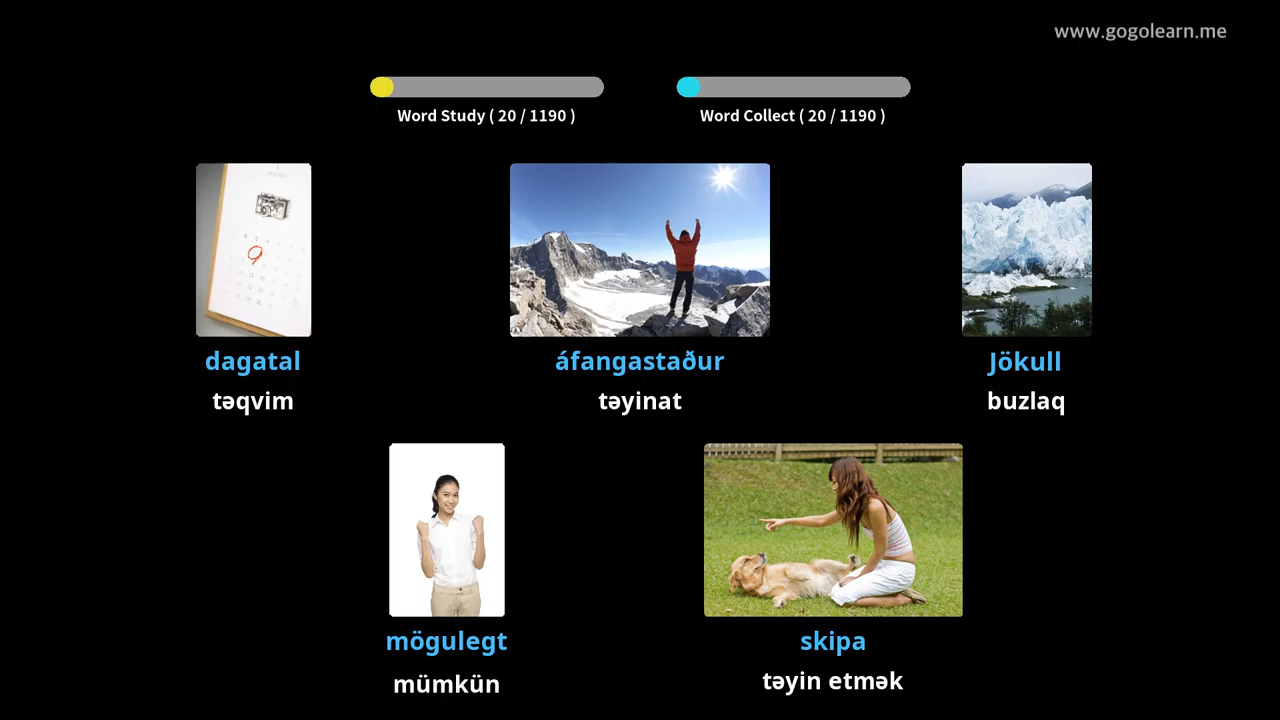 www.gogolearn.me
Word Study ( 20 / 1190 )
Word Collect ( 20 / 1190 )
dagatal
təqvim
áfangastaður
təyinat
Jökull
buzlaq
mögulegt
mümkün
skipa
təyin etmək